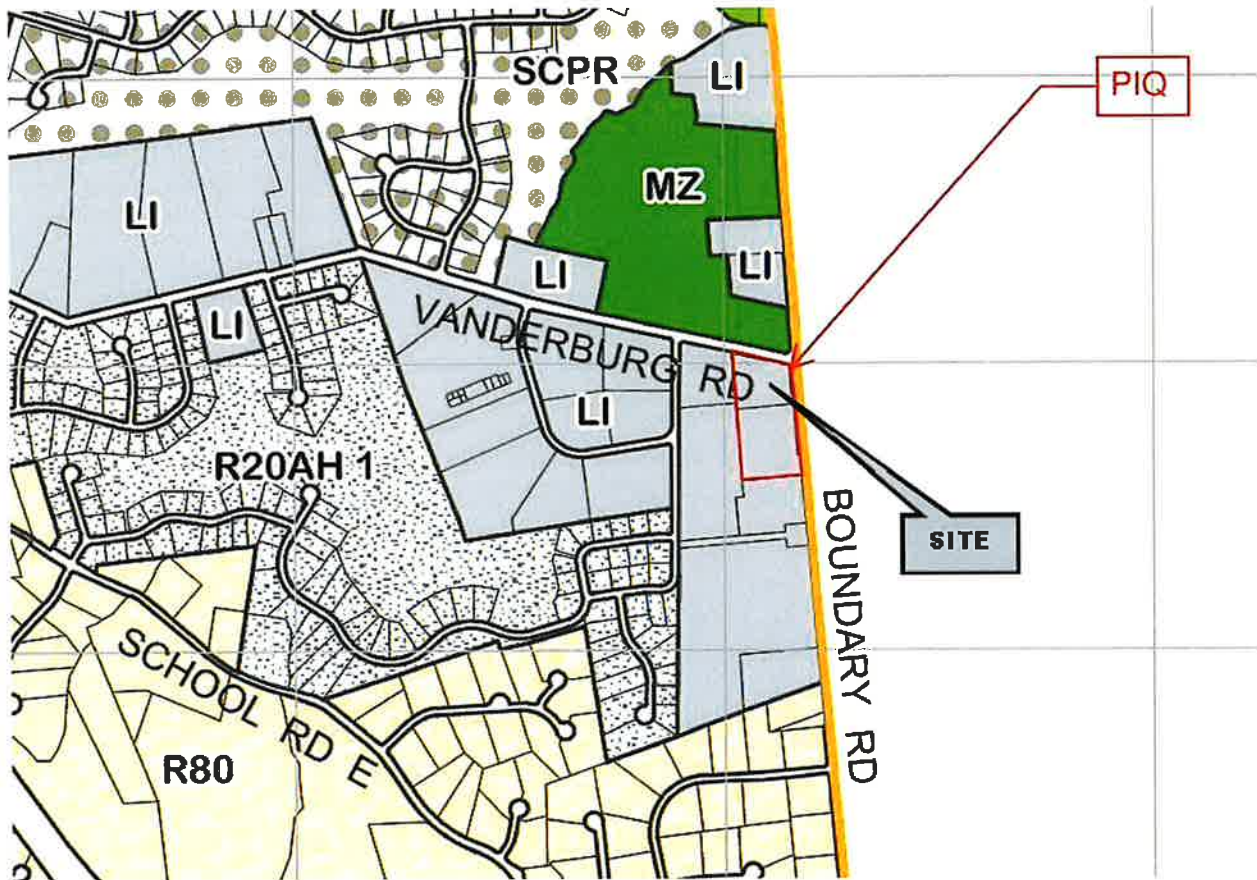 SCPR
LI
PIQ
MZ
LI
LI
LI
LI
VANDERBURG RD
LI
R20AH 1
SITE
BOUNDARY RD
SCHOOL RD E
R80